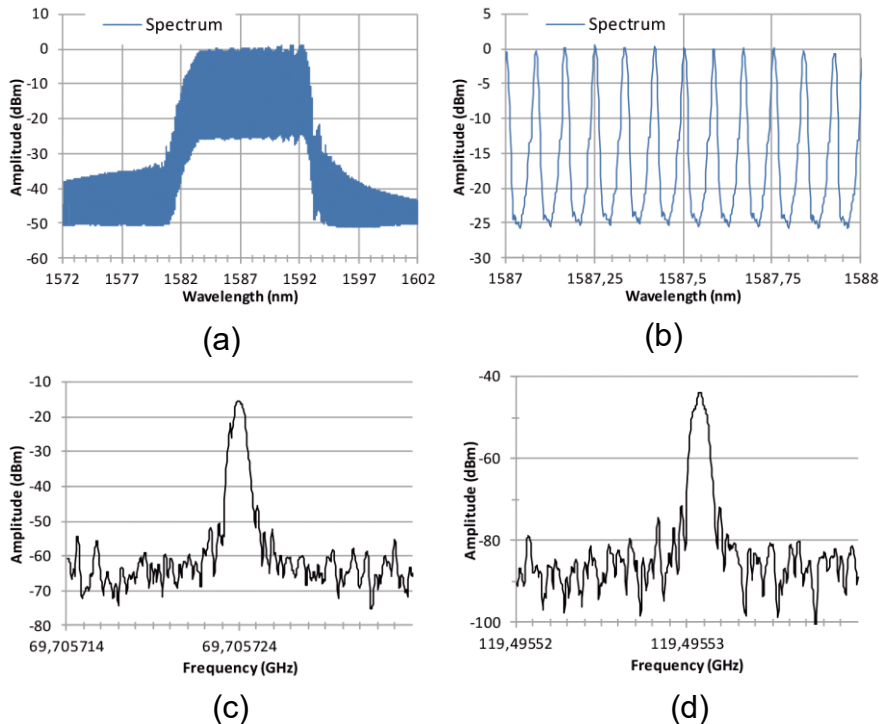 Spectrum
10
0
-10
-20
-30
-40
-50
-60
Amplitude (dBm)
1572 1577 1582 1587 1592 1597 1602
Wavelength (nm)
(a)
Spectrum
5
0
-5
-10
-15
-20
-25
-30
Amplitude (dBm)
1587 1587,25 1587,5 1587,75 1588
Wavelength (nm)
(b)
-10
-20
-30
-40
-50
-60
-70
-80
Amplitude (dBm)
69,705714 69,705724
Frequency (GHz)
(c)
-40
-60
-80
-100
Amplitude (dBm)
119,49552 119,49553
Frequency (GHz)
(d)